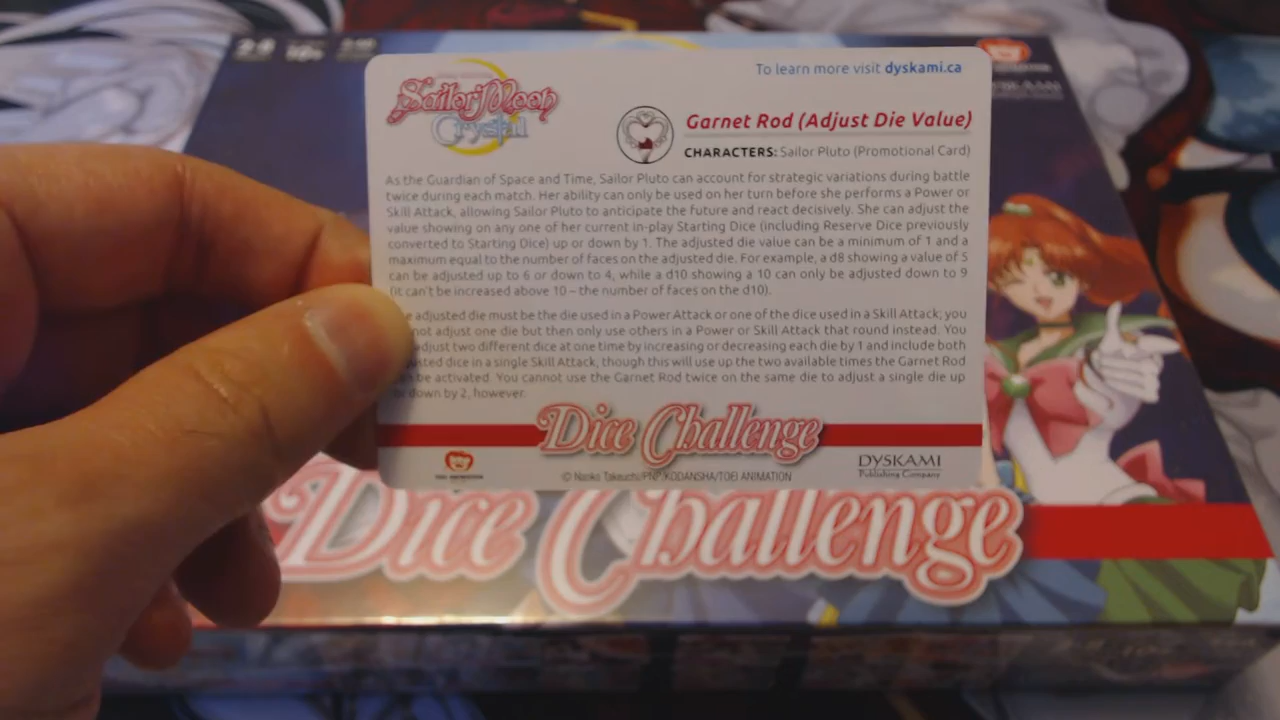 To learn more visit dyskami.ca
Sailor Moon
Crystal
Garnet Rod (Adjust Die Value)
CHARACTERS: Sailor Pluto (Promotional Card)
As the Guardian of Space and Time, Sailor Pluto can account for strategic variations during battle
twice during each match. Her ability can only be used on her turn before she performs a Power or
Skill Attack, allowing Sailor Pluto to anticipate the future and react decisively. She can adjust the
value showing on any one of her current in-play Starting Dice (including Reserve Dice previously
converted to Starting Dice) up or down by 1. The adjusted die value can be a minimum of 1 and a
maximum equal to the number of faces on the adjusted die. For example, a d8 showing a value of 5
can be adjusted up to 6 or down to 4, while a d10 showing a 10 can only be adjusted down to 9
(it can't be increased above 10 – the number of faces on the d10).
adjusted die must be the die used in a Power Attack or one of the dice used in a Skill Attack; you
not adjust one die but then only use others in a Power or Skill Attack that round instead. You
adjust two different dice at one time by increasing or decreasing each die by 1 and include both
dice in a single Skill Attack, though this will use up the two available times the Garnet Rod
be activated. You cannot use the Garnet Rod twice on the same die to adjust a single die up
down by 2, however.
Dice Challenge
© Naoko Takeuchi/PNP/KODANSHA/TOEI ANIMATION
DYSKAMI
Publishing Company
Dice Challenge